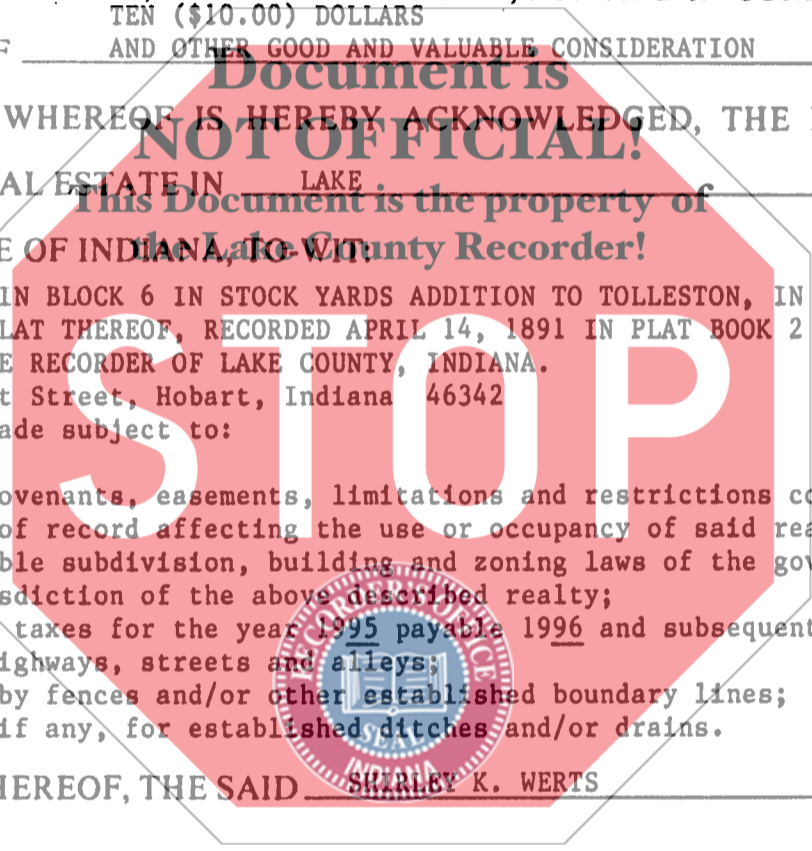 TEN ($10.00) DOLLARS
AND OTHER GOOD AND VALUABLE CONSIDERATION
Document is
WHEREOF IS HEREBY ACKNOWLEDGED, THE
NOT OFFICIAL!
AL ESTATE IN LAKE
This Document is the property of
E OF INDIANA, TO-WIT:
the Lake County Recorder!
IN BLOCK 6 IN STOCK YARDS ADDITION TO TOLLESTON, IN
LAT THEREOF, RECORDED APRIL 14, 1891 IN PLAT BOOK 2
E RECORDER OF LAKE COUNTY, INDIANA.
t Street, Hobart, Indiana 46342
ade subject to:
STOP
ovenants, easements, limitations and restrictions co
of record affecting the use or occupancy of said rea
ble subdivision, building and zoning laws of the gov
sdiction of the above described realty;
taxes for the year 1995 payable 1996 and subsequent
ighways, streets and alleys;
by fences and/or other established boundary lines;
if any, for established ditches and/or drains.
RECORDER'S OFFICE
SEAL
INDIANA
HEREOF, THE SAID SHIRLEY K. WERTS